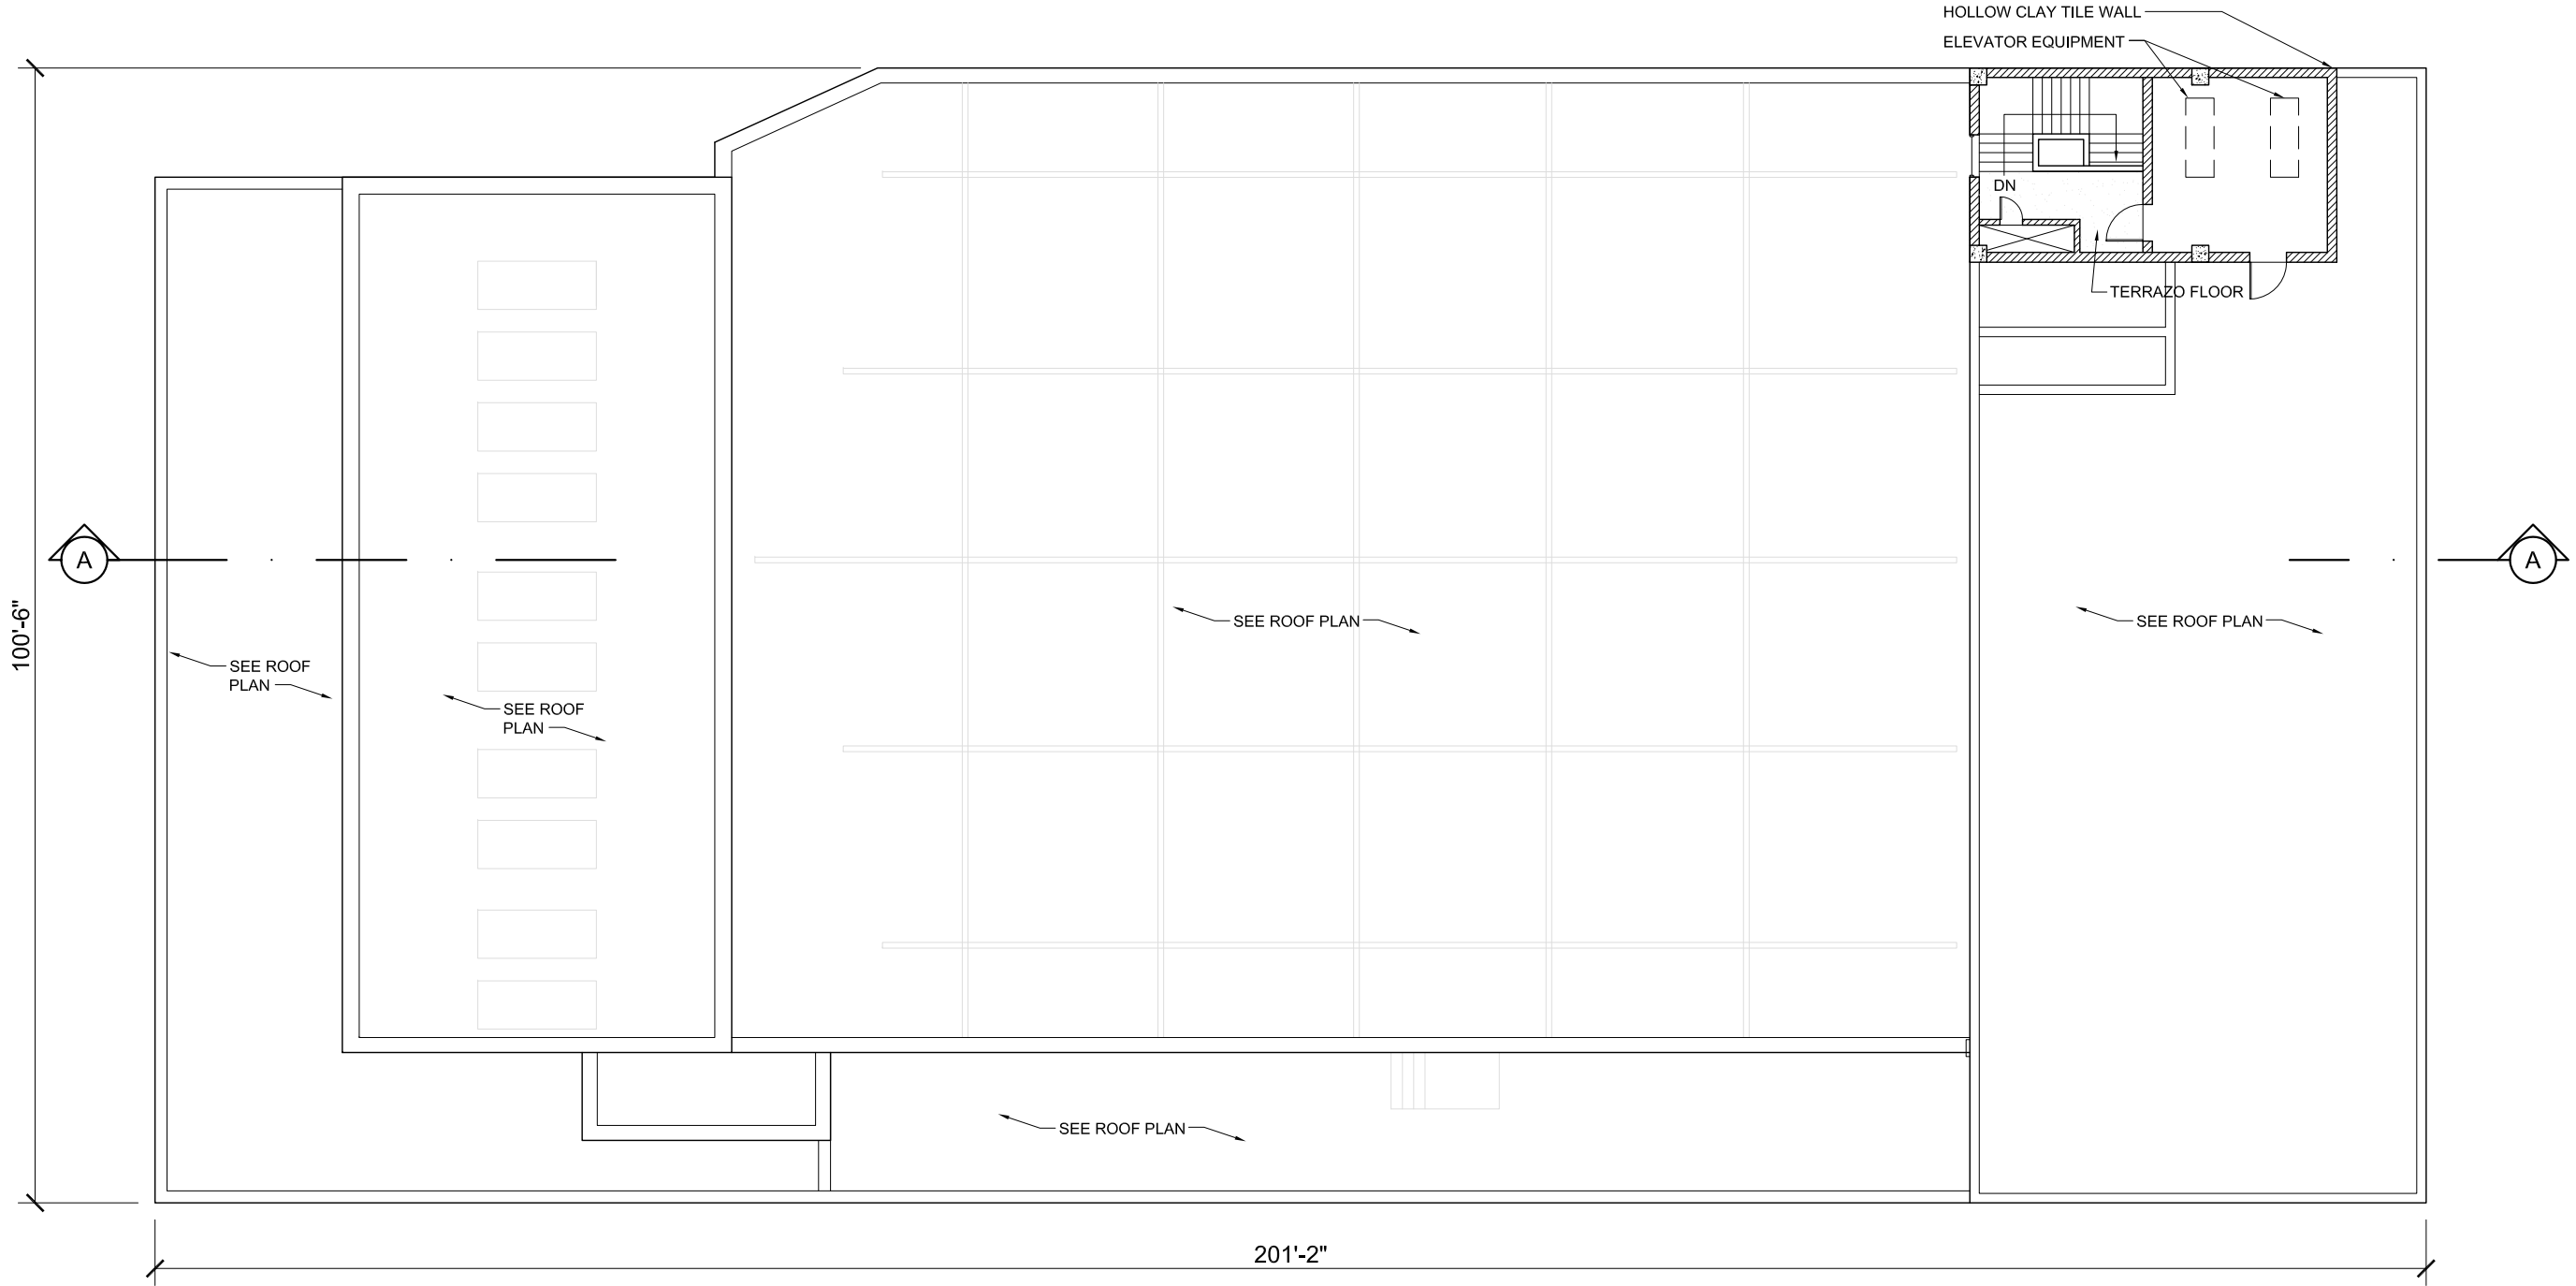 HOLLOW CLAY TILE WALL
ELEVATOR EQUIPMENT
DN
TERRAZO FLOOR
A
A
100'-6"
SEE ROOF PLAN
SEE ROOF PLAN
SEE ROOF
PLAN
SEE ROOF
PLAN
SEE ROOF PLAN
201'-2"